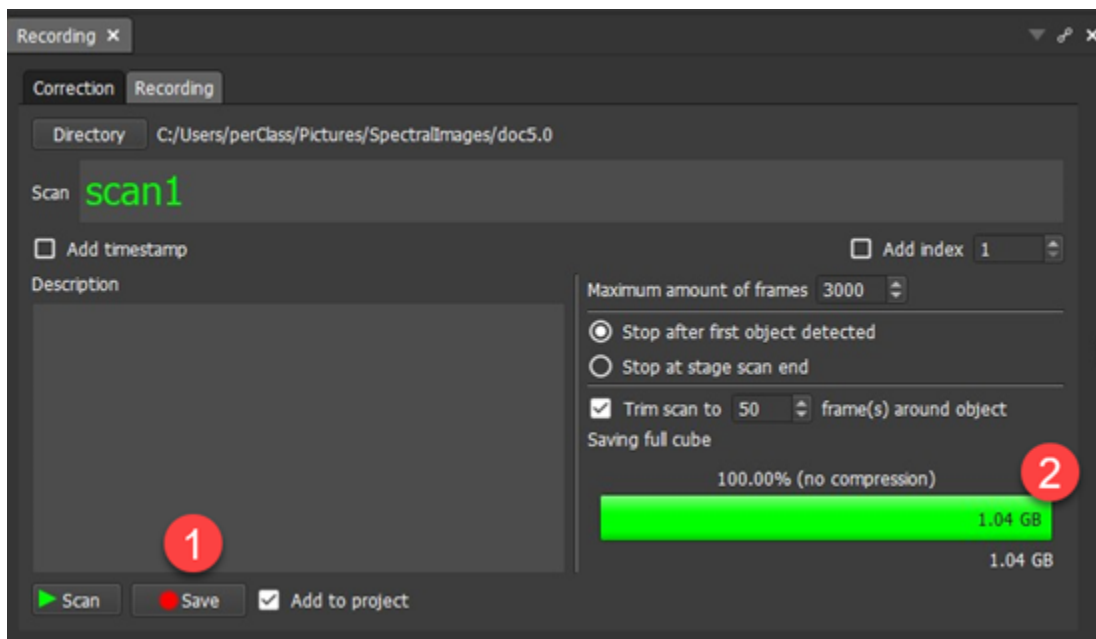 Recording
Correction Recording
Directory C:/Users/perClass/Pictures/SpectralImages/doc5.0
Scan scan1
Add timestamp
Add index 1
Description
Maximum amount of frames 3000
Stop after first object detected
Stop at stage scan end
Trim scan to 50 frame(s) around object
Saving full cube
100.00% (no compression)
2
1.04 GB
1.04 GB
1
Scan Save Add to project